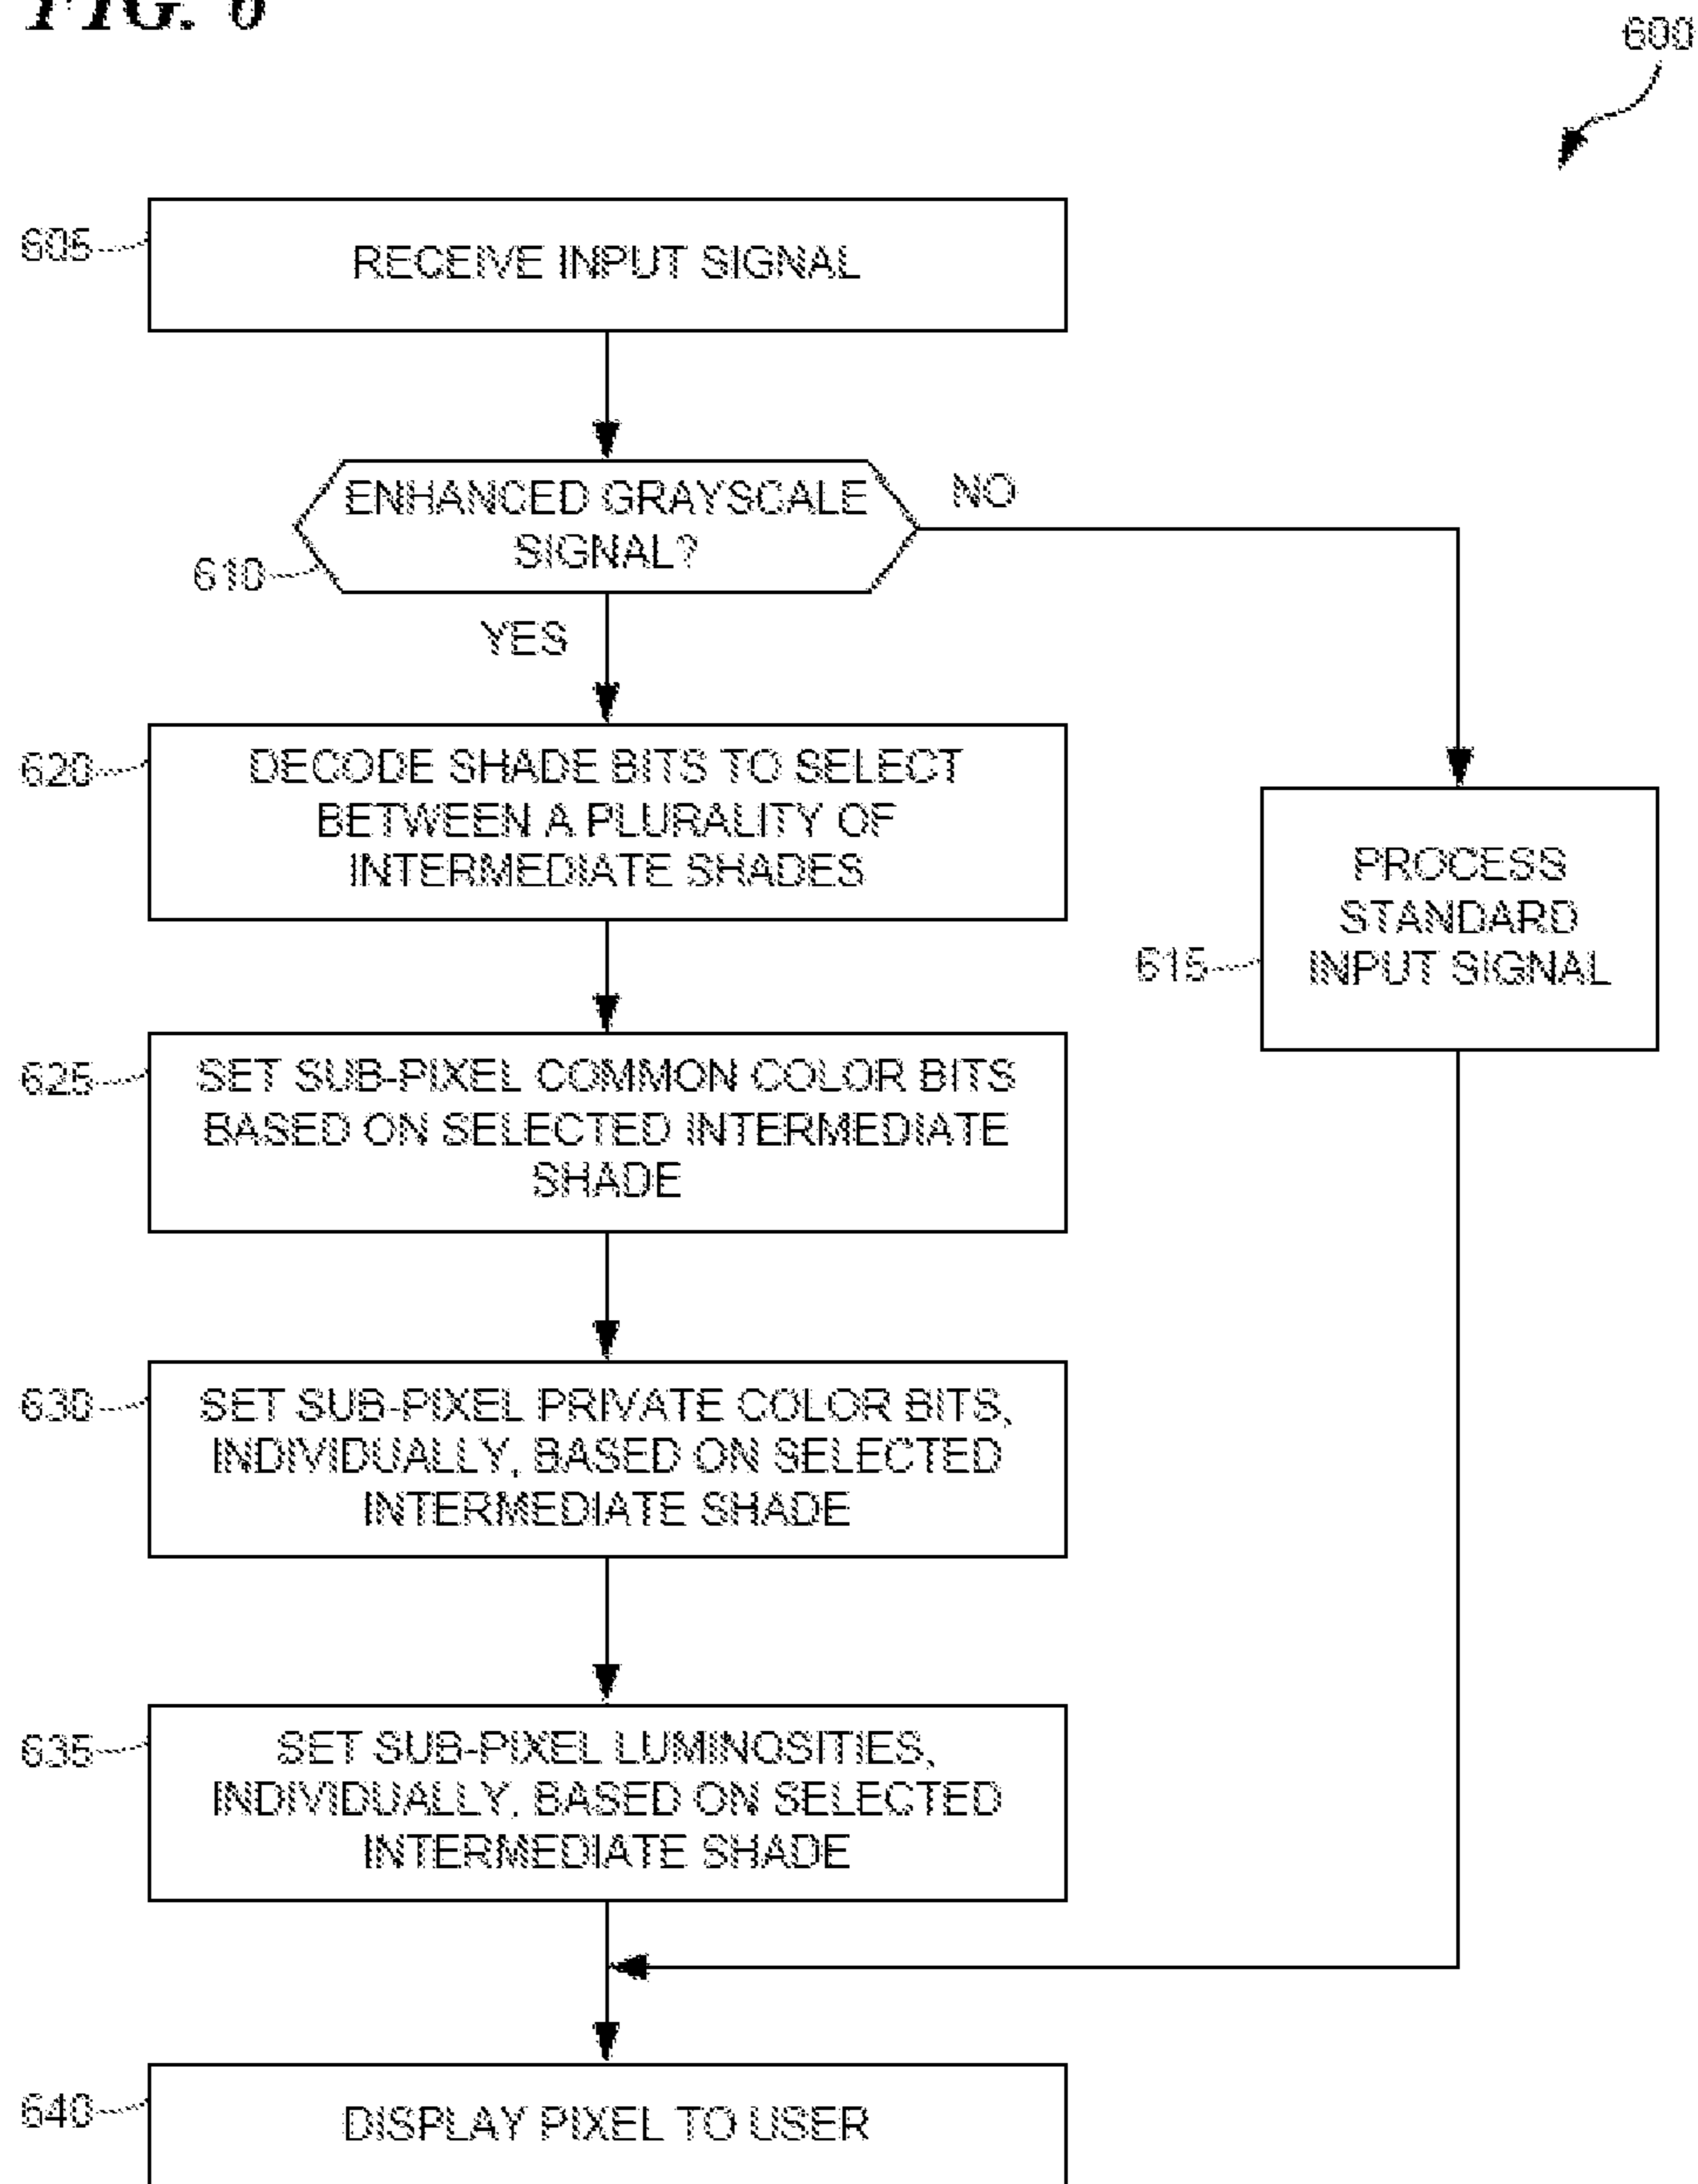 FIG. 6
600
605
RECEIVE INPUT SIGNAL
ENHANCED GRAYSCALE
SIGNAL?
NO
610
YES
620
DECODE SHADE BITS TO SELECT
BETWEEN A PLURALITY OF
INTERMEDIATE SHADES
PROCESS
STANDARD
INPUT SIGNAL
615
625
SET SUB-PIXEL COMMON COLOR BITS
BASED ON SELECTED INTERMEDIATE
SHADE
630
SET SUB-PIXEL PRIVATE COLOR BITS,
INDIVIDUALLY, BASED ON SELECTED
INTERMEDIATE SHADE
635
SET SUB-PIXEL LUMINOSITIES,
INDIVIDUALLY, BASED ON SELECTED
INTERMEDIATE SHADE
640
DISPLAY PIXEL TO USER